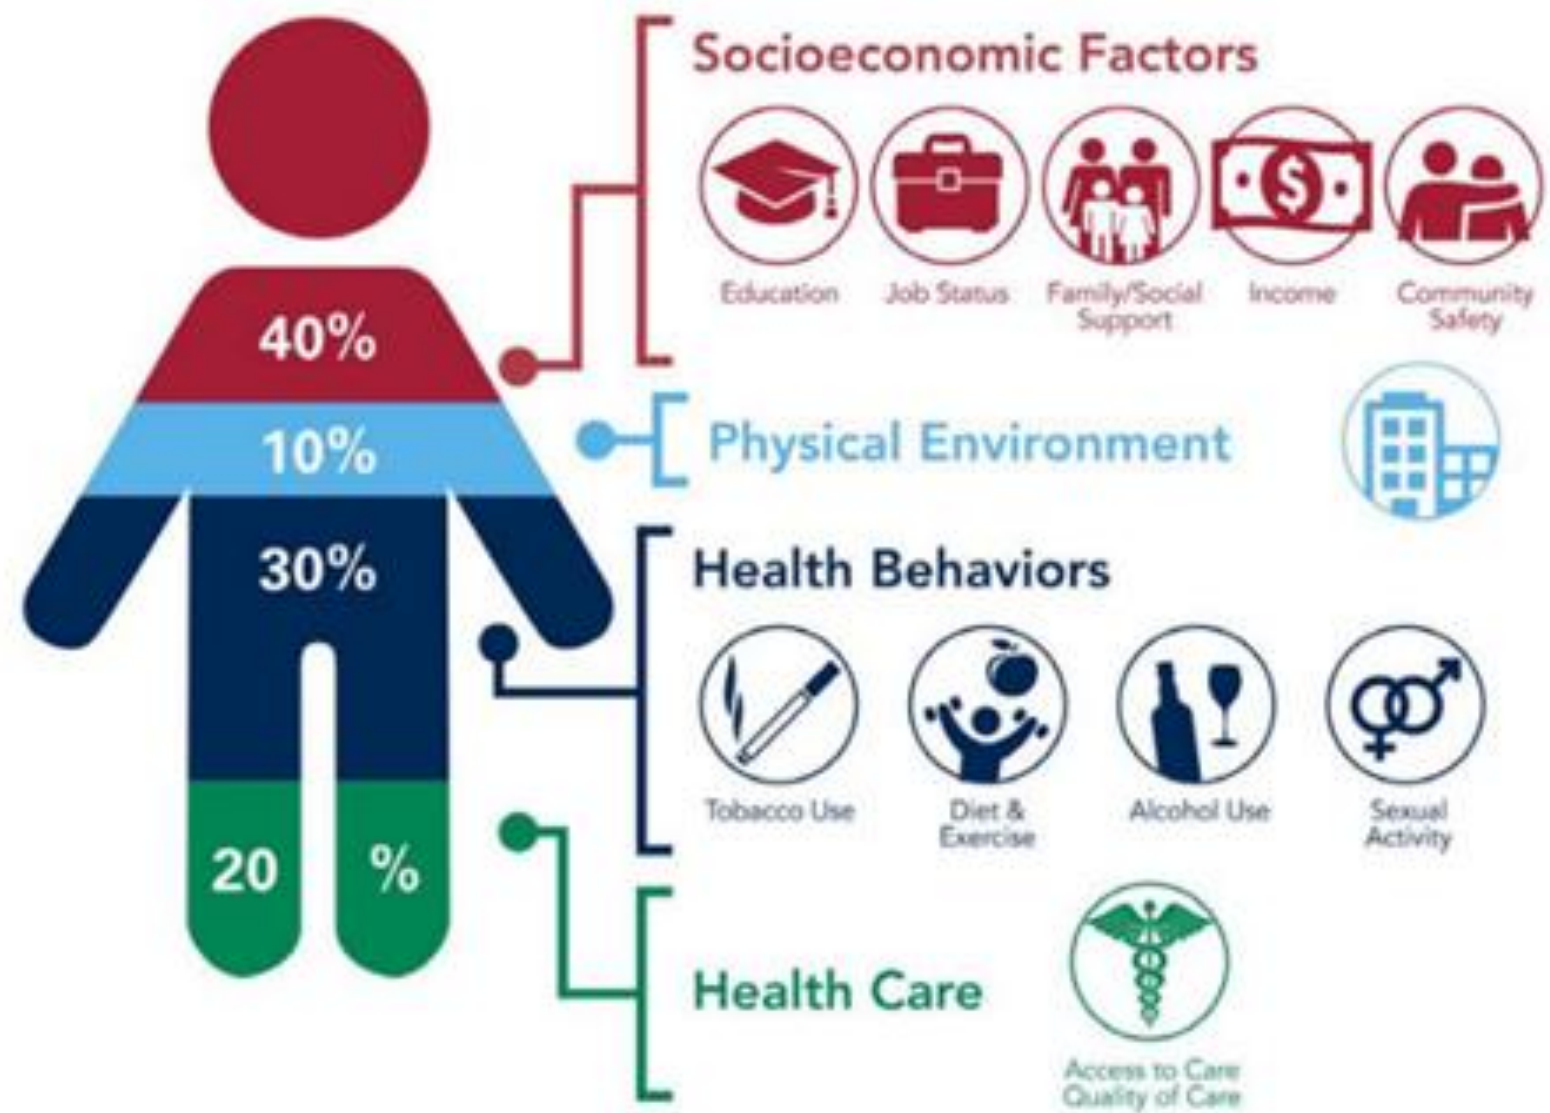 Socioeconomic Factors
Education
Job Status
Family/Social
Support
Income
Community
Safety
40%
10%
Physical Environment
30%
Health Behaviors
Tobacco Use
Diet &
Exercise
Alcohol Use
Sexual
Activity
20 %
Health Care
Access to Care
Quality of Care